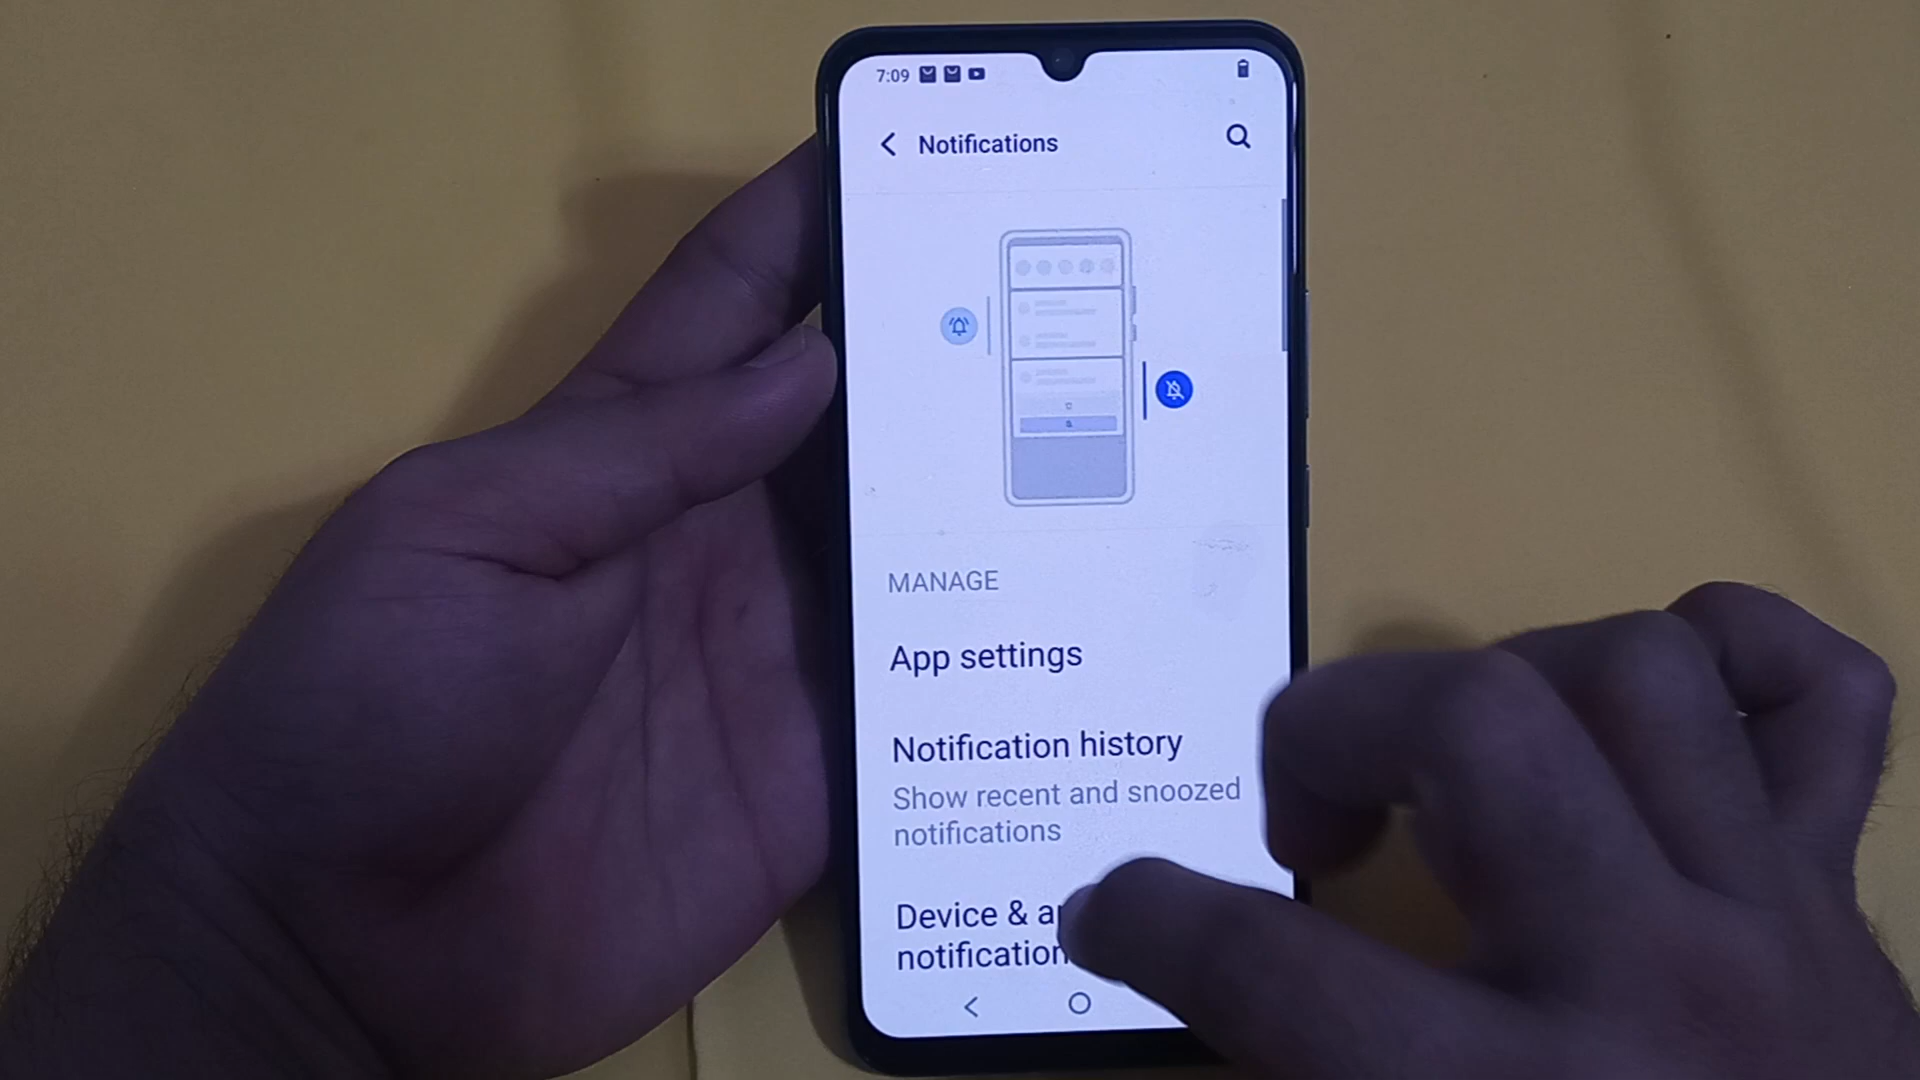 7:09
Notifications
MANAGE
App settings
Notification history
Show recent and snoozed
notifications
Device &
notification